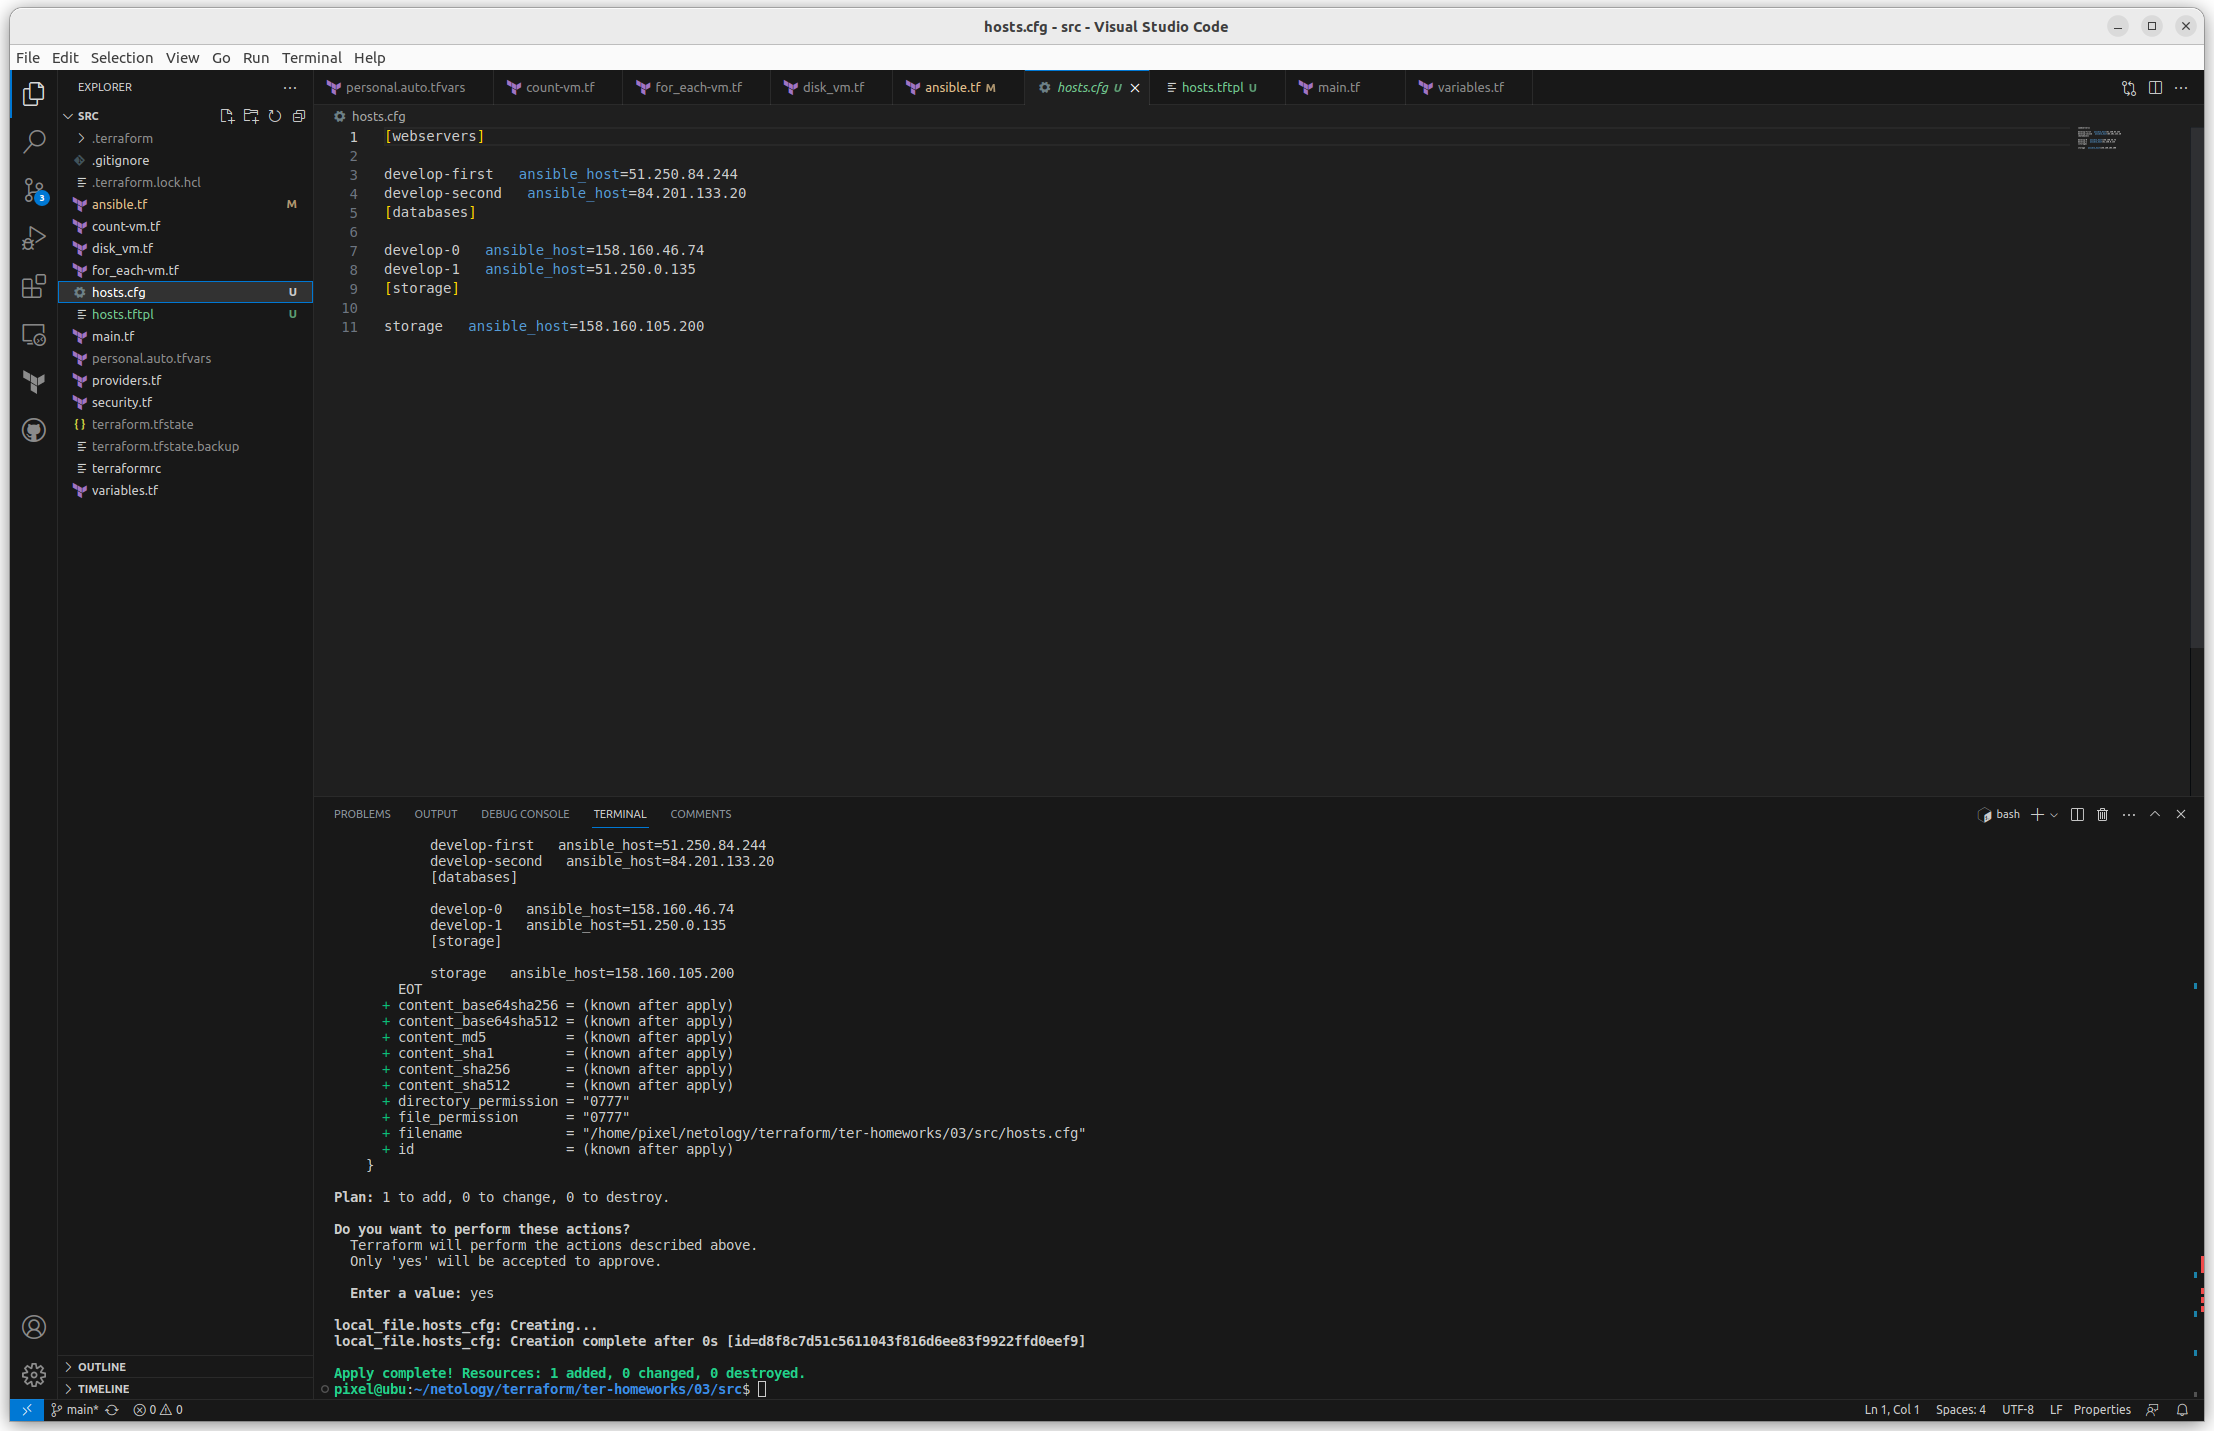 hosts.cfg - src - Visual Studio Code
File Edit Selection View Go Run Terminal Help
EXPLORER
SRC
.terraform
.gitignore
.terraform.lock.hcl
ansible.tf M
count-vm.tf
disk_vm.tf
for_each-vm.tf
hosts.cfg U
hosts.tftpl U
main.tf
personal.auto.tfvars
providers.tf
security.tf
terraform.tfstate
terraform.tfstate.backup
terraformrc
variables.tf
OUTLINE
TIMELINE
3
personal.auto.tfvars count-vm.tf for_each-vm.tf disk_vm.tf ansible.tf M hosts.cfg U hosts.tftpl U main.tf variables.tf
hosts.cfg
1 [webservers]
2
3 develop-first   ansible_host=51.250.84.244
4 develop-second   ansible_host=84.201.133.20
5 [databases]
6
7 develop-0   ansible_host=158.160.46.74
8 develop-1   ansible_host=51.250.0.135
9 [storage]
10
11 storage   ansible_host=158.160.105.200
PROBLEMS OUTPUT DEBUG CONSOLE TERMINAL COMMENTS
bash
develop-first   ansible_host=51.250.84.244
develop-second   ansible_host=84.201.133.20
[databases]
develop-0   ansible_host=158.160.46.74
develop-1   ansible_host=51.250.0.135
[storage]
storage   ansible_host=158.160.105.200
EOT
+ content_base64sha256 = (known after apply)
+ content_base64sha512 = (known after apply)
+ content_md5          = (known after apply)
+ content_sha1         = (known after apply)
+ content_sha256       = (known after apply)
+ content_sha512       = (known after apply)
+ directory_permission = "0777"
+ file_permission      = "0777"
+ filename             = "/home/pixel/netology/terraform/ter-homeworks/03/src/hosts.cfg"
+ id                   = (known after apply)
}
Plan: 1 to add, 0 to change, 0 to destroy.
Do you want to perform these actions?
Terraform will perform the actions described above.
Only 'yes' will be accepted to approve.
Enter a value: yes
local_file.hosts_cfg: Creating...
local_file.hosts_cfg: Creation complete after 0s [id=d8f8c7d51c5611043f816d6ee83f9922ffd0eef9]
Apply complete! Resources: 1 added, 0 changed, 0 destroyed.
pixel@ubu:~/netology/terraform/ter-homeworks/03/src$
main* 0 0
Ln 1, Col 1 Spaces: 4 UTF-8 LF Properties